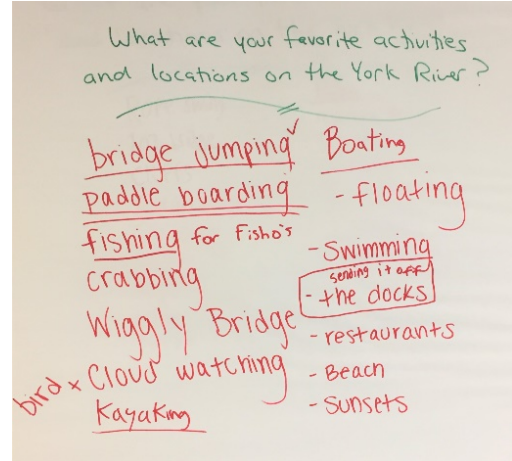 What are your favorite activities
and locations on the York River?
bridge jumping
paddle boarding
fishing for Fisho's
crabbing
Wiggly Bridge
bird x Cloud watching
Kayaking
Boating
- floating
- Swimming
sending it off
- the docks
- restaurants
- Beach
- Sunsets